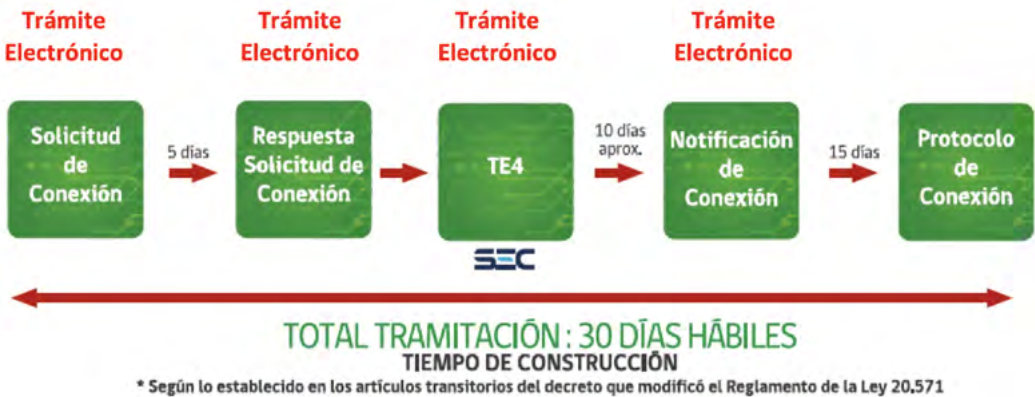 Trámite
Electrónico
Trámite
Electrónico
Trámite
Electrónico
Trámite
Electrónico
Solicitud
de
Conexión
5 días
Respuesta
Solicitud de
Conexión
TE4
10 días
aprox.
Notificación
de
Conexión
15 días
Protocolo
de
Conexión
SEC
TOTAL TRAMITACIÓN : 30 DÍAS HÁBILES
TIEMPO DE CONSTRUCCIÓN
* Según lo establecido en los artículos transitorios del decreto que modificó el Reglamento de la Ley 20.571